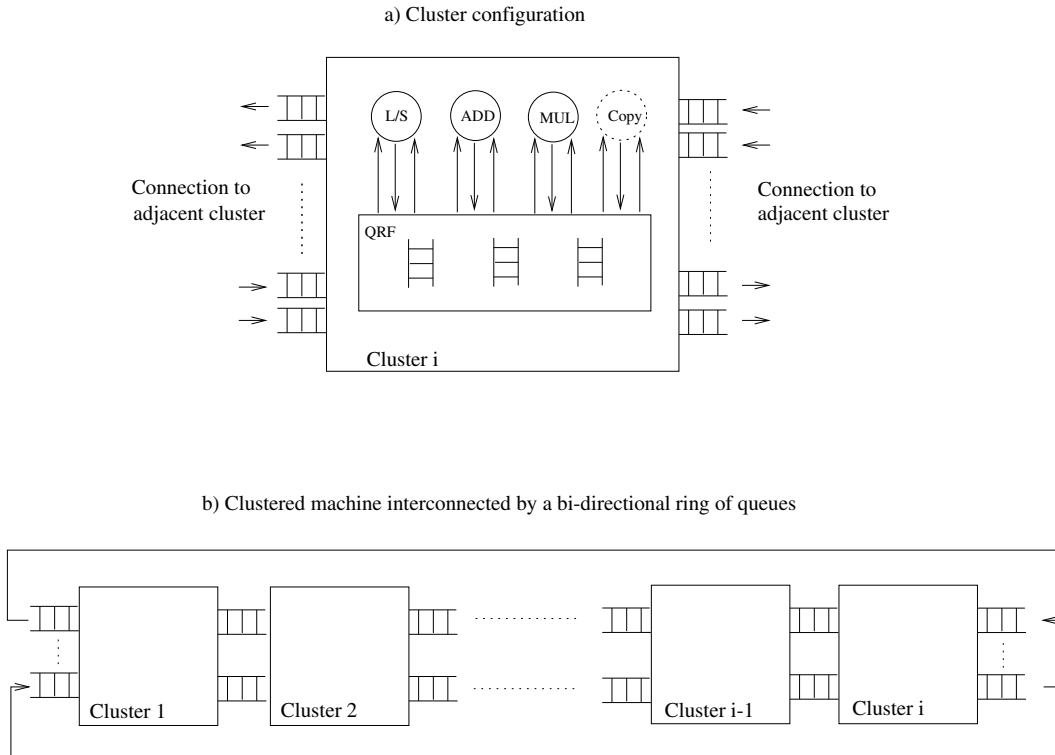 a) Cluster configuration
L/S
ADD
MUL
Copy
Connection to
adjacent cluster
Connection to
adjacent cluster
QRF
Cluster i
b) Clustered machine interconnected by a bi-directional ring of queues
Cluster 1
Cluster 2
Cluster i-1
Cluster i